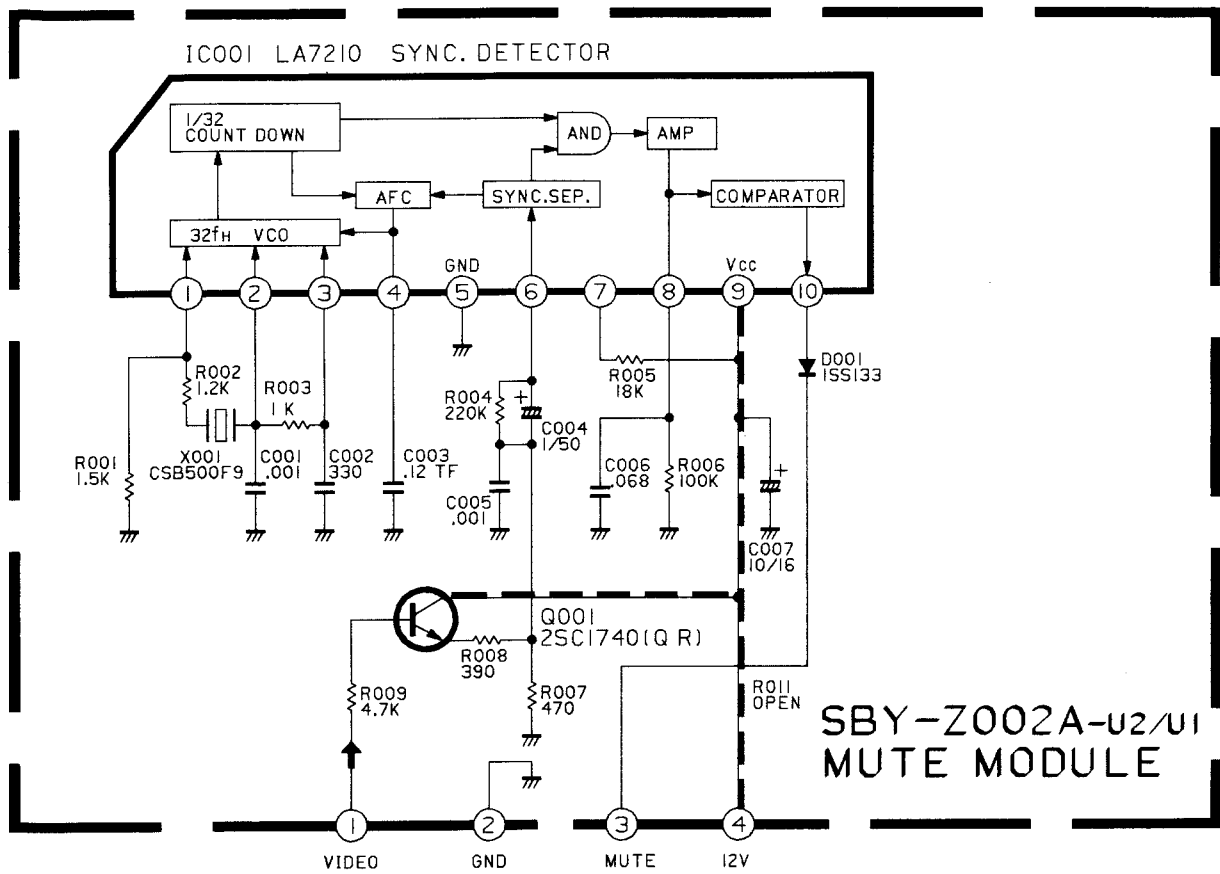 IC001 LA7210 SYNC. DETECTOR
1/32
COUNT DOWN
AND
AMP
AFC
SYNC.SEP.
COMPARATOR
32fH VCO
GND
Vcc
1
2
3
4
5
6
7
8
9
10
R002
1.2K
R003
1K
R004
220K
C004
1/50
R005
18K
D001
1SS133
R001
1.5K
X001
CSB500F9
C001
.001
C002
330
C003
.12 TF
C005
.001
C006
.068
R006
100K
C007
10/16
Q001
2SC1740(Q R)
R008
390
R009
4.7K
R007
470
R011
OPEN
SBY-Z002A-U2/U1
MUTE MODULE
1
2
3
4
VIDEO
GND
MUTE
12V